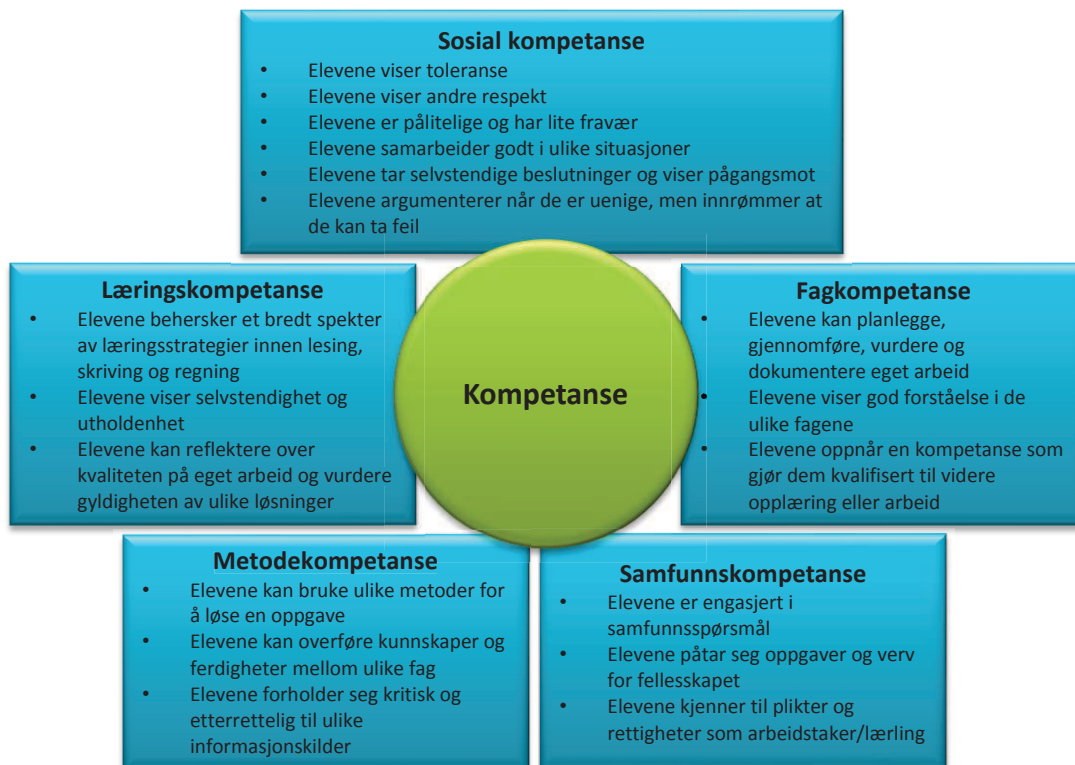 Sosial kompetanse
• Elevene viser toleranse
• Elevene viser andre respekt
• Elevene er pålitelige og har lite fravær
• Elevene samarbeider godt i ulike situasjoner
• Elevene tar selvstendige beslutninger og viser pågangsmot
• Elevene argumenterer når de er uenige, men innrømmer at
de kan ta feil
Læringskompetanse
• Elevene behersker et bredt spekter
av læringsstrategier innen lesing,
skriving og regning
• Elevene viser selvstendighet og
utholdenhet
• Elevene kan reflektere over
kvaliteten på eget arbeid og vurdere
gyldigheten av ulike løsninger
Kompetanse
Fagkompetanse
• Elevene kan planlegge,
gjennomføre, vurdere og
dokumentere eget arbeid
• Elevene viser god forståelse i de
ulike fagene
• Elevene oppnår en kompetanse som
gjør dem kvalifisert til videre
opplæring eller arbeid
Metodekompetanse
• Elevene kan bruke ulike metoder for
å løse en oppgave
• Elevene kan overføre kunnskaper og
ferdigheter mellom ulike fag
• Elevene forholder seg kritisk og
etterrettelig til ulike
informasjonskilder
Samfunnskompetanse
• Elevene er engasjert i
samfunnsspørsmål
• Elevene påtar seg oppgaver og verv
for fellesskapet
• Elevene kjenner til plikter og
rettigheter som arbeidstaker/lærling